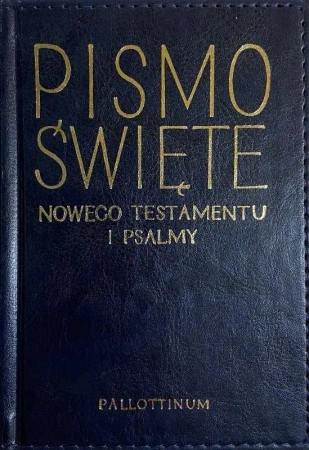 PISMO
ŚWIĘTE
NOWEGO TESTAMENTU
I PSALMY
PALLOTTINUM